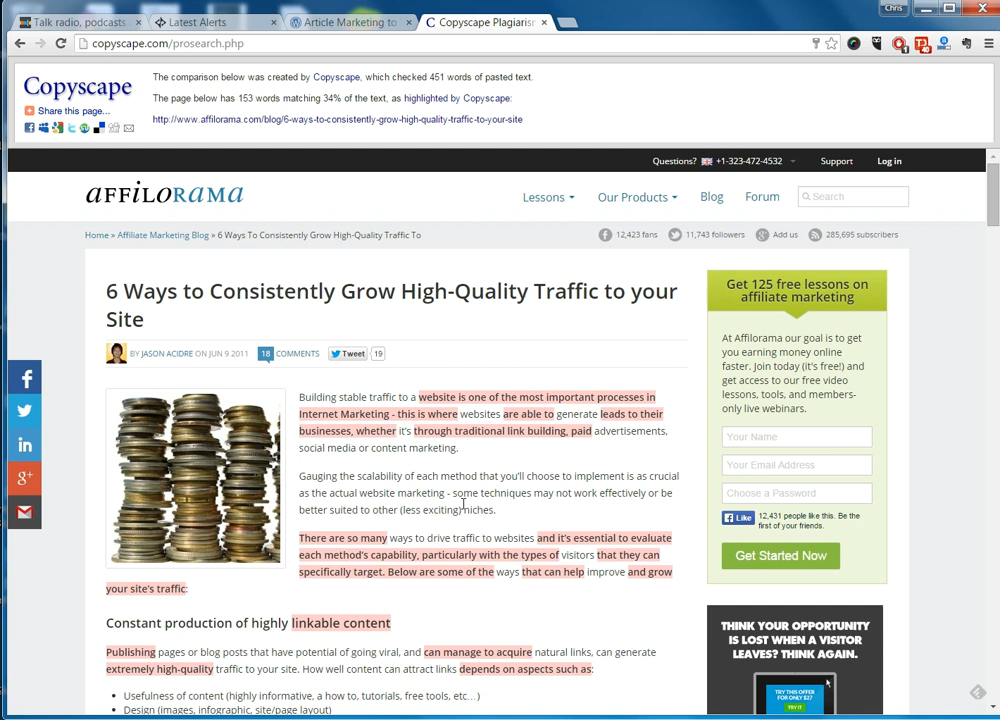 Chris
Talk radio, podcasts
Latest Alerts
Article Marketing to
Copyscape Plagiarism
copyscape.com/prosearch.php
Copyscape
Share this page...
The comparison below was created by Copyscape, which checked 451 words of pasted text.
The page below has 153 words matching 34% of the text, as highlighted by Copyscape:
http://www.affilorama.com/blog/6-ways-to-consistently-grow-high-quality-traffic-to-your-site
Questions? +1-323-472-4532 Support Log in
AFFILORAMA
Lessons Our Products Blog Forum Search
Home » Affiliate Marketing Blog » 6 Ways To Consistently Grow High-Quality Traffic To
12,423 fans 11,743 followers Add us 285,695 subscribers
6 Ways to Consistently Grow High-Quality Traffic to your
Site
BY JASON ACIDRE ON JUN 9 2011 18 COMMENTS Tweet 19
Building stable traffic to a website is one of the most important processes in
Internet Marketing - this is where websites are able to generate leads to their
businesses, whether it's through traditional link building, paid advertisements,
social media or content marketing.
Gauging the scalability of each method that you'll choose to implement is as crucial
as the actual website marketing - some techniques may not work effectively or be
better suited to other (less exciting) niches.
There are so many ways to drive traffic to websites and it's essential to evaluate
each method's capability, particularly with the types of visitors that they can
specifically target. Below are some of the ways that can help improve and grow
your site's traffic:
Constant production of highly linkable content
Publishing pages or blog posts that have potential of going viral, and can manage to acquire natural links, can generate
extremely high-quality traffic to your site. How well content can attract links depends on aspects such as:
• Usefulness of content (highly informative, a how to, tutorials, free tools, etc...)
• Design (images, infographic, site/page layout)
Get 125 free lessons on
affiliate marketing
At Affilorama our goal is to get
you earning money online
faster. Join today (it's free!) and
get access to our free video
lessons, tools, and members-
only live webinars.
Your Name
Your Email Address
Choose a Password
Like 12,431 people like this. Be the
first of your friends.
Get Started Now
THINK YOUR OPPORTUNITY
IS LOST WHEN A VISITOR
LEAVES? THINK AGAIN.
TRY THIS OFFER
FOR ONLY $27
TRY IT